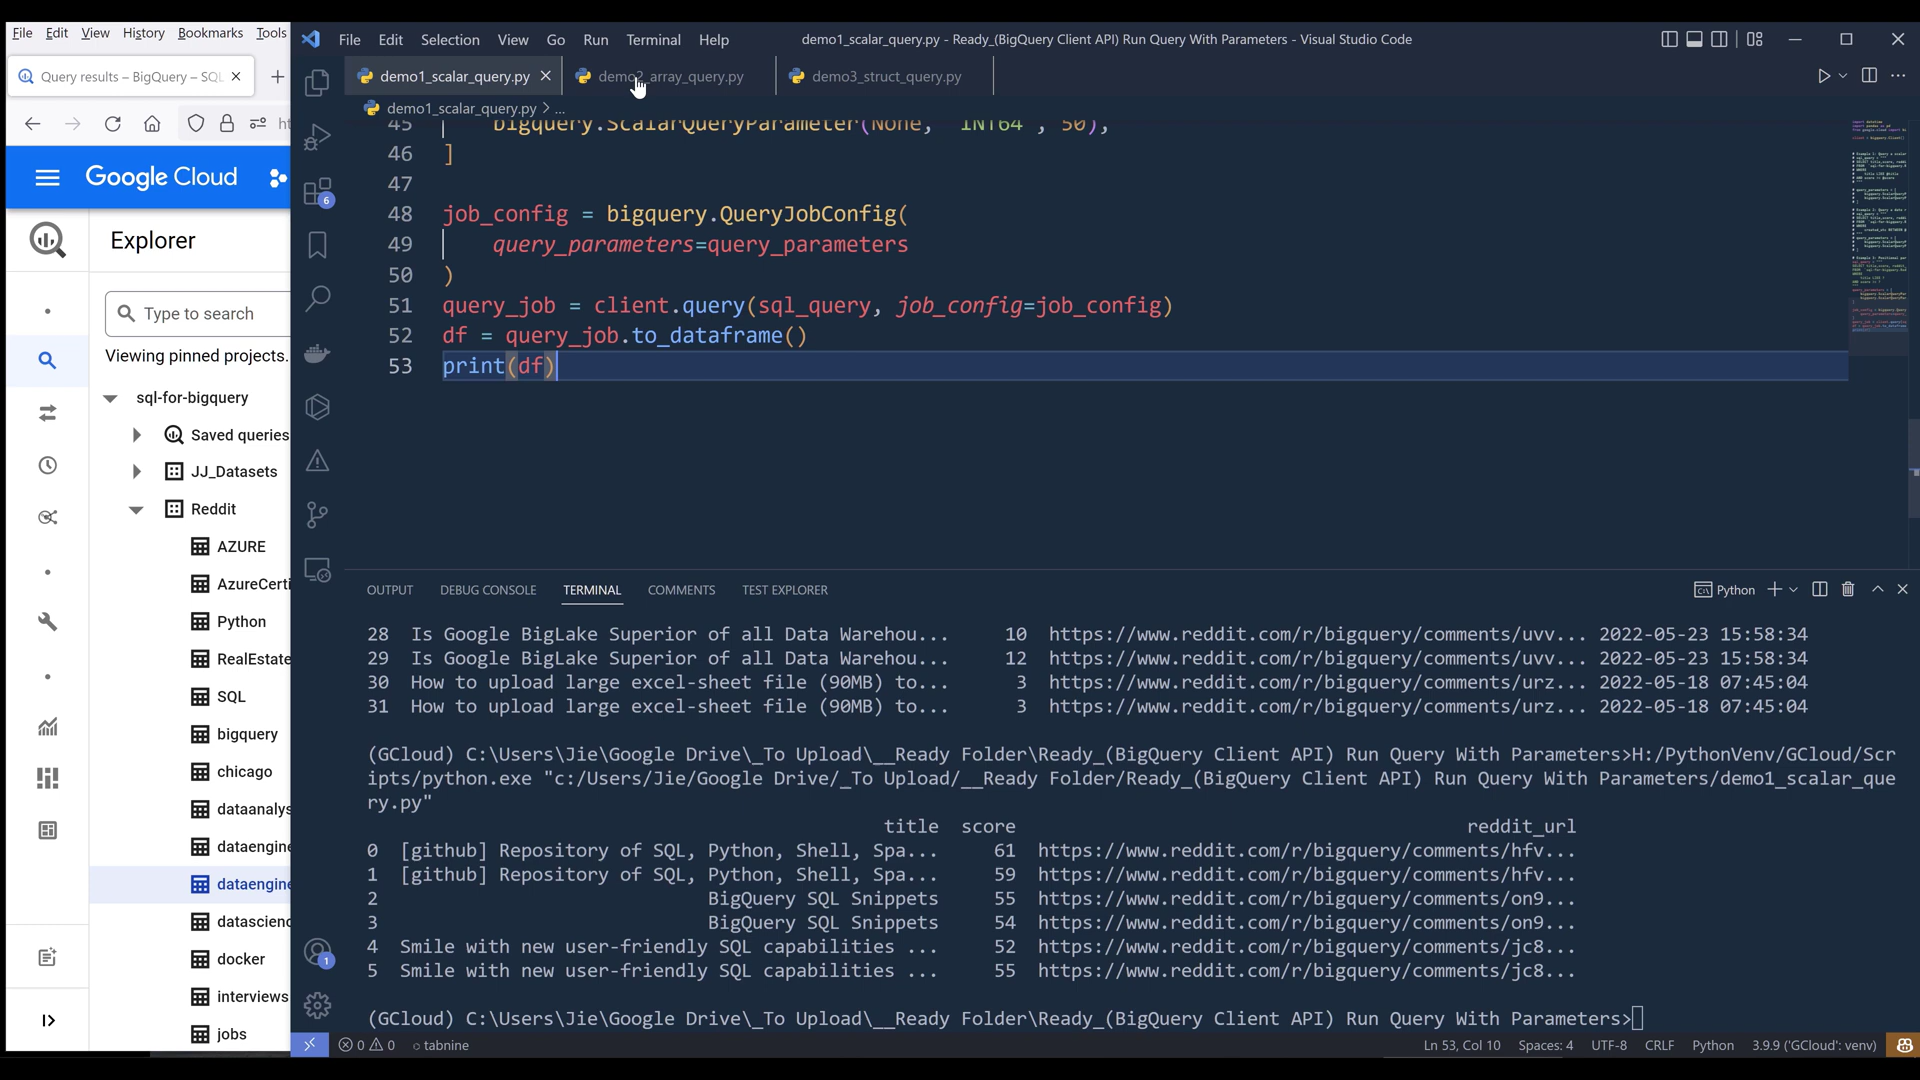 File Edit View History Bookmarks Tools
Query results – BigQuery – SQL
Google Cloud
Explorer
Type to search
Viewing pinned projects.
sql-for-bigquery
Saved queries
JJ_Datasets
Reddit
AZURE
AzureCerti
Python
RealEstate
SQL
bigquery
chicago
dataanalys
dataengine
dataengine
datascienc
docker
interviews
jobs
File Edit Selection View Go Run Terminal Help
demo1_scalar_query.py - Ready_(BigQuery Client API) Run Query With Parameters - Visual Studio Code
demo1_scalar_query.py
demo2_array_query.py
demo3_struct_query.py
demo1_scalar_query.py > ...
45 bigquery.ScalarQueryParameter(None, "INT64", 50),
46 ]
47
48 job_config = bigquery.QueryJobConfig(
49 query_parameters=query_parameters
50 )
51 query_job = client.query(sql_query, job_config=job_config)
52 df = query_job.to_dataframe()
53 print(df)
6
1
OUTPUT DEBUG CONSOLE TERMINAL COMMENTS TEST EXPLORER
Python
28 Is Google BigLake Superior of all Data Warehou... 10 https://www.reddit.com/r/bigquery/comments/uvv... 2022-05-23 15:58:34
29 Is Google BigLake Superior of all Data Warehou... 12 https://www.reddit.com/r/bigquery/comments/uvv... 2022-05-23 15:58:34
30 How to upload large excel-sheet file (90MB) to... 3 https://www.reddit.com/r/bigquery/comments/urz... 2022-05-18 07:45:04
31 How to upload large excel-sheet file (90MB) to... 3 https://www.reddit.com/r/bigquery/comments/urz... 2022-05-18 07:45:04
(GCloud) C:\Users\Jie\Google Drive\_To Upload\__Ready Folder\Ready_(BigQuery Client API) Run Query With Parameters>H:/PythonVenv/GCloud/Scr
ipts/python.exe "c:/Users/Jie/Google Drive/_To Upload/__Ready Folder/Ready_(BigQuery Client API) Run Query With Parameters/demo1_scalar_que
ry.py"
title score reddit_url
0 [github] Repository of SQL, Python, Shell, Spa... 61 https://www.reddit.com/r/bigquery/comments/hfv...
1 [github] Repository of SQL, Python, Shell, Spa... 59 https://www.reddit.com/r/bigquery/comments/hfv...
2 BigQuery SQL Snippets 55 https://www.reddit.com/r/bigquery/comments/on9...
3 BigQuery SQL Snippets 54 https://www.reddit.com/r/bigquery/comments/on9...
4 Smile with new user-friendly SQL capabilities ... 52 https://www.reddit.com/r/bigquery/comments/jc8...
5 Smile with new user-friendly SQL capabilities ... 55 https://www.reddit.com/r/bigquery/comments/jc8...
(GCloud) C:\Users\Jie\Google Drive\_To Upload\__Ready Folder\Ready_(BigQuery Client API) Run Query With Parameters>
0 0 tabnine
Ln 53, Col 10 Spaces: 4 UTF-8 CRLF Python 3.9.9 ('GCloud': venv)